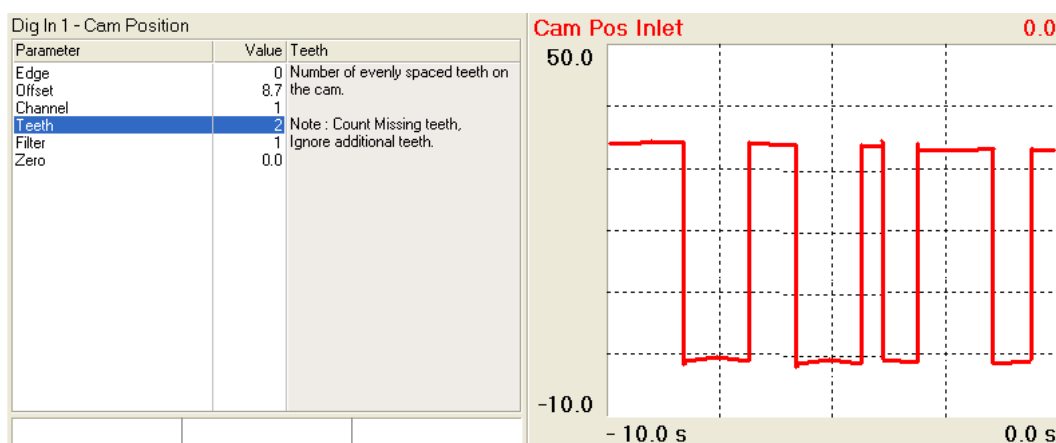 Dig In 1 - Cam Position
Parameter Value Teeth
Edge 0 Number of evenly spaced teeth on
Offset 8.7 the cam.
Channel 1
Teeth 2 Note : Count Missing teeth,
Filter 1 Ignore additional teeth.
Zero 0.0
Cam Pos Inlet 0.0
50.0
-10.0
- 10.0 s 0.0 s